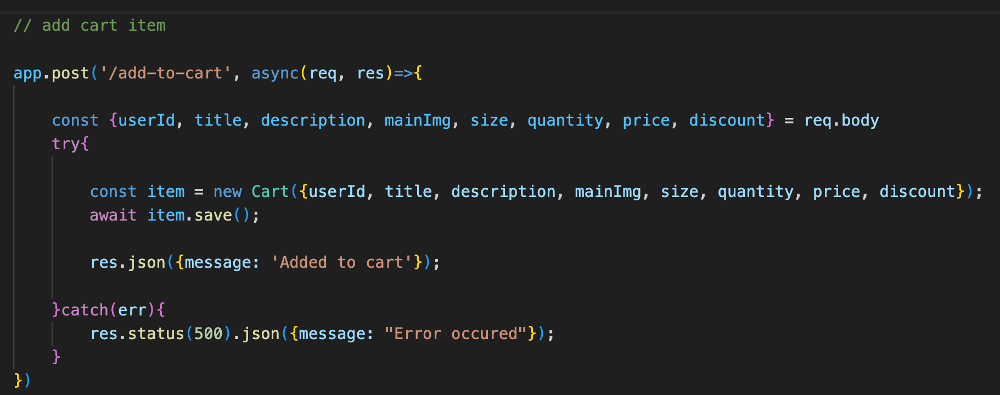 // add cart item
app.post('/add-to-cart', async(req, res)=>{
const {userId, title, description, mainImg, size, quantity, price, discount} = req.body
try{
const item = new Cart({userId, title, description, mainImg, size, quantity, price, discount});
await item.save();
res.json({message: 'Added to cart'});
}catch(err){
res.status(500).json({message: "Error occured"});
}
})